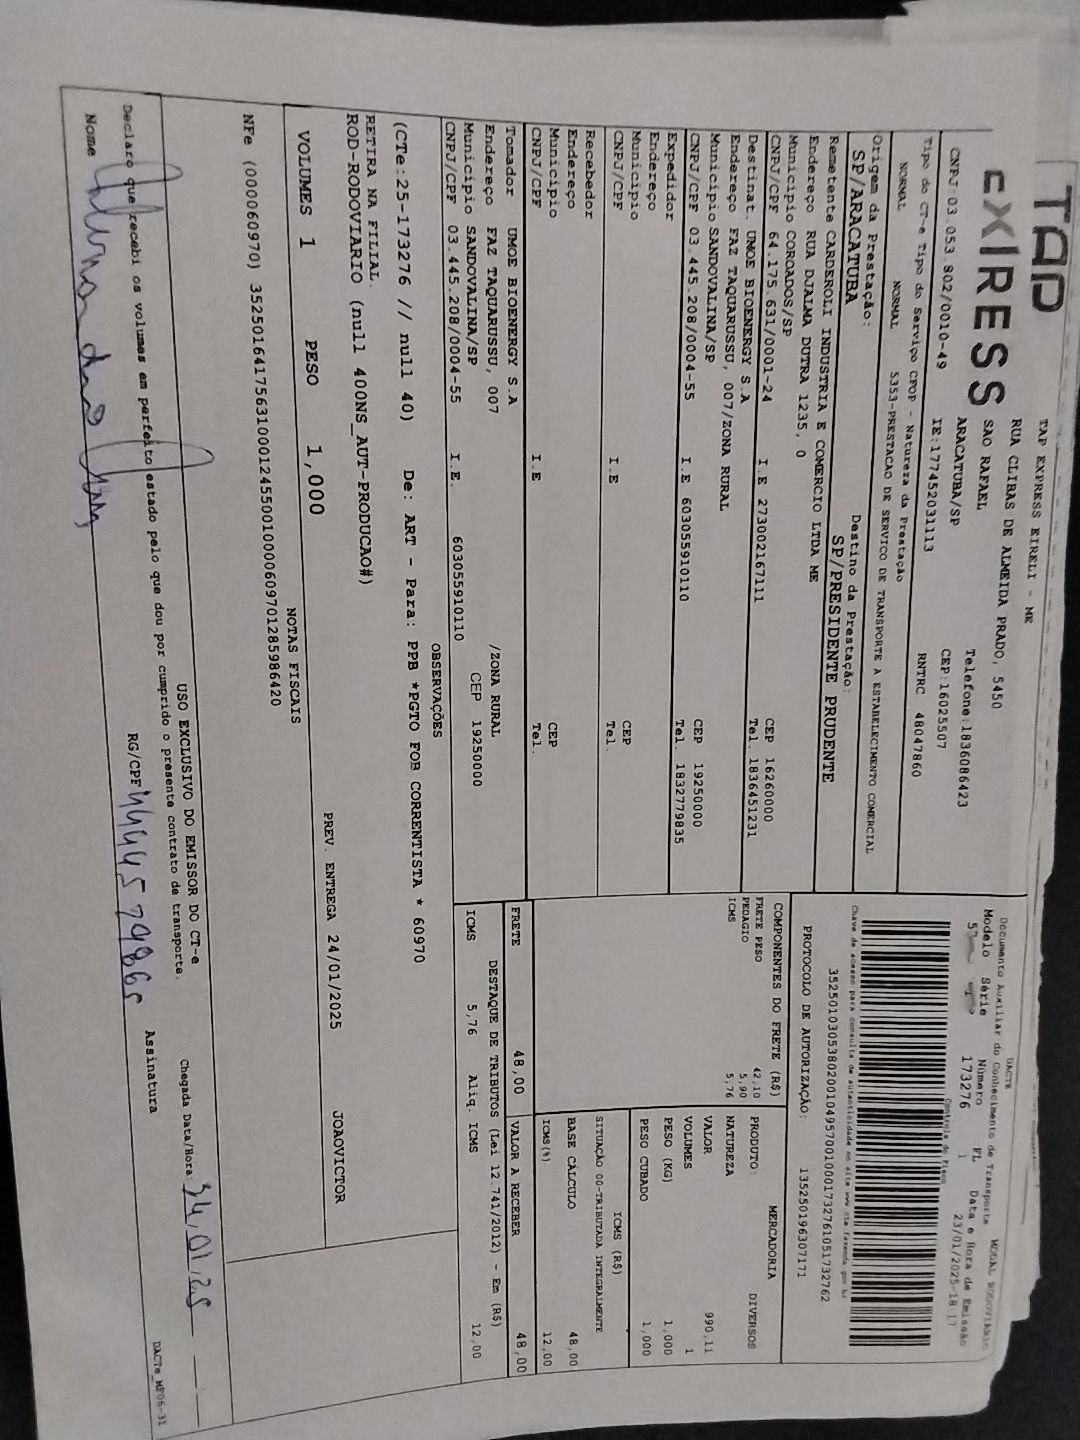 TAP
EXPRESS
TAP EXPRESS EIRELI - ME
RUA CLIBAS DE ALMEIDA PRADO, 5450
SAO RAFAEL
ARACATUBA/SP
Telefone:1836086423
CEP:16025507
CNPJ:03.053.802/0010-49
IE:177452031113
RNTRC 48047860
Tipo do CT-e Tipo do Serviço CFOP - Natureza da Prestação
NORMAL NORMAL 5353-PRESTACAO DE SERVICO DE TRANSPORTE A ESTABELECIMENTO COMERCIAL
Origem da Prestação: Destino da Prestação:
SP/ARACATUBA SP/PRESIDENTE PRUDENTE
Remetente CARDEROLI INDUSTRIA E COMERCIO LTDA ME
Endereço RUA DJALMA DUTRA 1235, 0
Município COROADOS/SP CEP 16260000
CNPJ/CPF 64.175.631/0001-24 I.E 273002167111 Tel. 1836451231
Destinat. UMOE BIOENERGY S.A
Endereço FAZ TAQUARUSSU, 007/ZONA RURAL
Município SANDOVALINA/SP CEP 19250000
CNPJ/CPF 03.445.208/0004-55 I.E 603055910110 Tel. 1832779835
Expedidor
Endereço
Município CEP
CNPJ/CPF I.E Tel.
Recebedor
Endereço
Município CEP
CNPJ/CPF I.E Tel.
Tomador UMOE BIOENERGY S.A
Endereço FAZ TAQUARUSSU, 007 /ZONA RURAL
Município SANDOVALINA/SP CEP 19250000
CNPJ/CPF 03.445.208/0004-55 I.E. 603055910110
DACTE MODAL RODOVIARIO
Documento Auxiliar do Conhecimento de Transporte
Modelo Série Número FL Data e Hora de Emissão
57 173276 1 23/01/2025-18:17
Controle do Fisco
Chave de acesso para consulta de autenticidade no site www.cte.fazenda.gov.br
35250103053802001049570010001732761051732762
PROTOCOLO DE AUTORIZAÇÃO: 135250196307171
COMPONENTES DO FRETE (R$)
FRETE PESO 42,10
PEDAGIO 5,90
ICMS 5,76
MERCADORIA
PRODUTO: DIVERSOS
NATUREZA
VALOR 990,11
VOLUMES 1
PESO (KG) 1,000
PESO CUBADO 1,000
ICMS (R$)
SITUAÇÃO 00-TRIBUTADA INTEGRALMENTE
BASE CÁLCULO 48,00
ICMS(%) 12,00
FRETE 48,00 VALOR A RECEBER 48,00
DESTAQUE DE TRIBUTOS (Lei 12.741/2012) - Em (R$)
ICMS 5,76 Aliq. ICMS 12,00
OBSERVAÇÕES
(CTe:25-173276 // null 40) De: ART - Para: PPB *PGTO FOB CORRENTISTA * 60970
RETIRA NA FILIAL.
ROD-RODOVIARIO (null 400NS_AUT-PRODUCAO#)
VOLUMES 1 PESO 1,000 PREV. ENTREGA 24/01/2025 JOAOVICTOR
NOTAS FISCAIS
NFe (000060970) 35250164175631000124550010000609701285986420
USO EXCLUSIVO DO EMISSOR DO CT-e
Declaro que recebi os volumes em perfeito estado pelo que dou por cumprido o presente contrato de transporte.
Chegada Data/Hora: 24,01,25
Nome RG/CPF Assinatura
DACTe_MP06-31